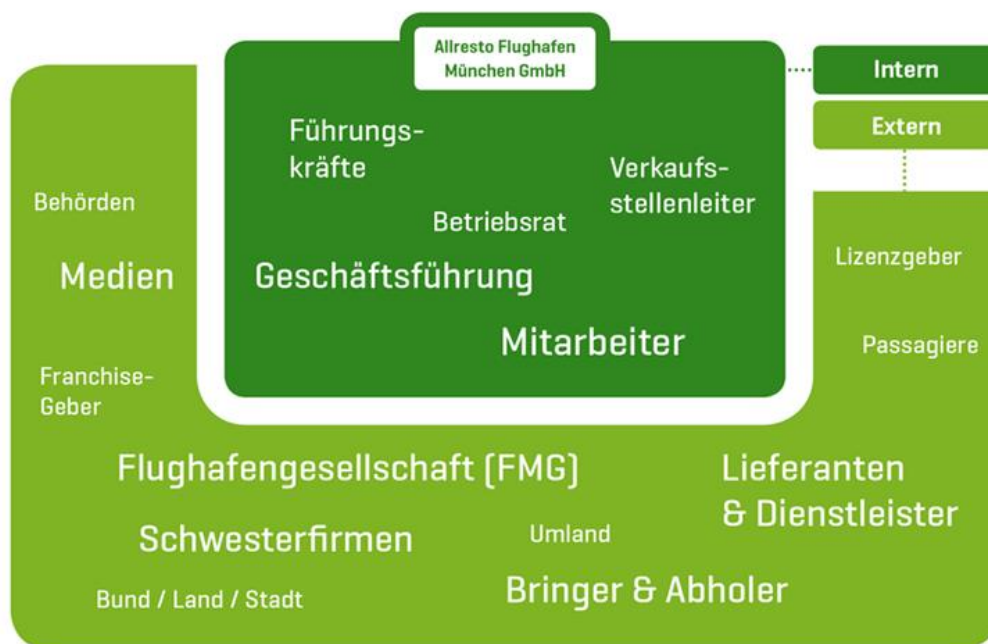 Allresto Flughafen
München GmbH
Intern
Extern
Führungs-
kräfte
Verkaufs-
stellenleiter
Betriebsrat
Geschäftsführung
Mitarbeiter
Behörden
Medien
Franchise-
Geber
Lizenzgeber
Passagiere
Flughafengesellschaft (FMG)
Lieferanten
& Dienstleister
Schwesterfirmen
Umland
Bund / Land / Stadt
Bringer & Abholer